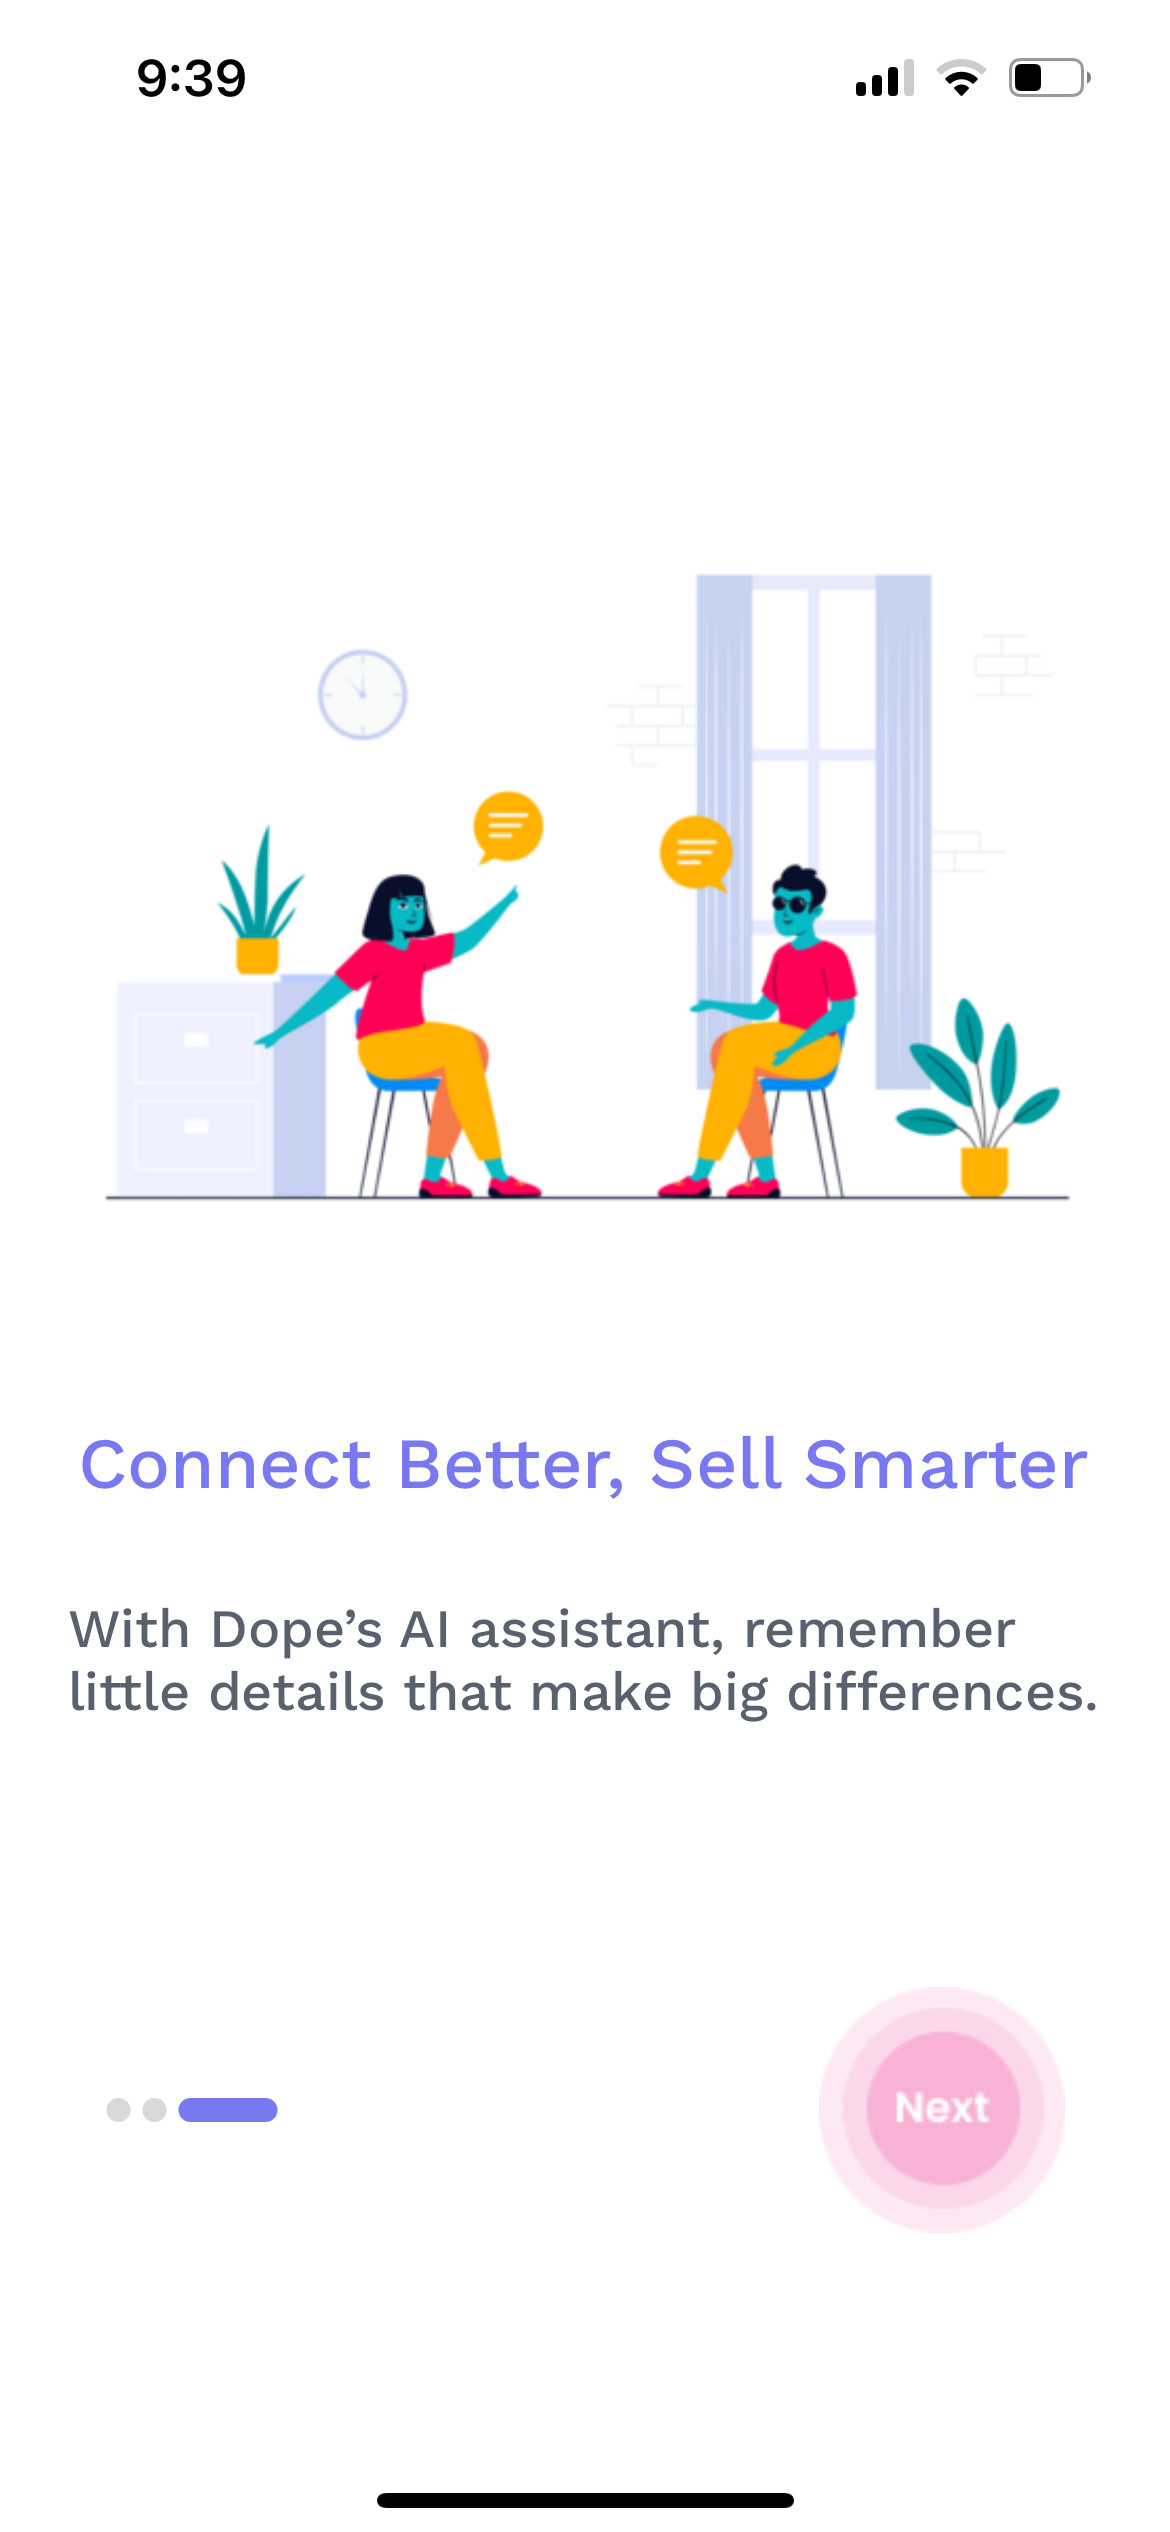 9:39
Connect Better, Sell Smarter
With Dope’s AI assistant, remember
little details that make big differences.
Next